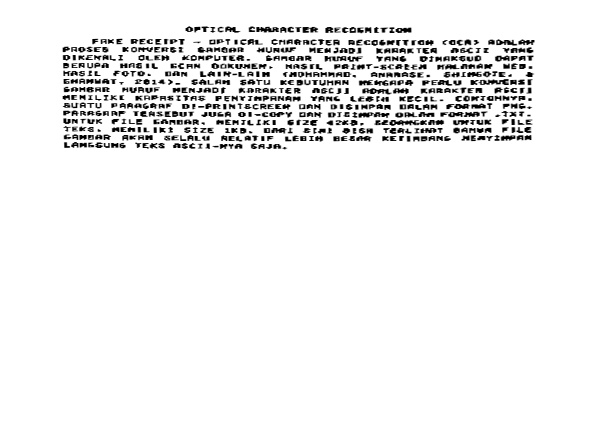 OPTICAL CHARACTER RECOGNITION
FAKE RECEIPT - OPTICAL CHARACTER RECOGNITION (OCR) ADALAH
PROSES KONVERSI GAMBAR HURUF MENJADI KARAKTER ASCII YANG
DIKENALI OLEH KOMPUTER. GAMBAR HURUF YANG DIMAKSUD DAPAT
BERUPA HASIL SCAN DOKUMEN, HASIL PRINT-SCREEN HALAMAN WEB,
HASIL FOTO, DAN LAIN-LAIN (MOHAMMAD, ANARASE, SHINGOTE, &
GHANWAT, 2014). SALAH SATU KEBUTUHAN MENGAPA PERLU KONVERSI
GAMBAR HURUF MENJADI KARAKTER ASCII ADALAH KARAKTER ASCII
MEMILIKI KAPASITAS PENYIMPANAN YANG LEBIH KECIL. CONTOHNYA,
SUATU PARAGRAF DI-PRINTSCREEN DAN DISIMPAN DALAM FORMAT PNG.
PARAGRAF TERSEBUT JUGA DI-COPY DAN DISIMPAN DALAM FORMAT .TXT.
UNTUK FILE GAMBAR, MEMILIKI SIZE 42KB. SEDANGKAN UNTUK FILE
TEKS, MEMILIKI SIZE 1KB. DARI SINI BISA TERLIHAT BAHWA FILE
GAMBAR AKAN SELALU RELATIF LEBIH BESAR KETIMBANG MENYIMPAN
LANGSUNG TEKS ASCII-NYA SAJA.